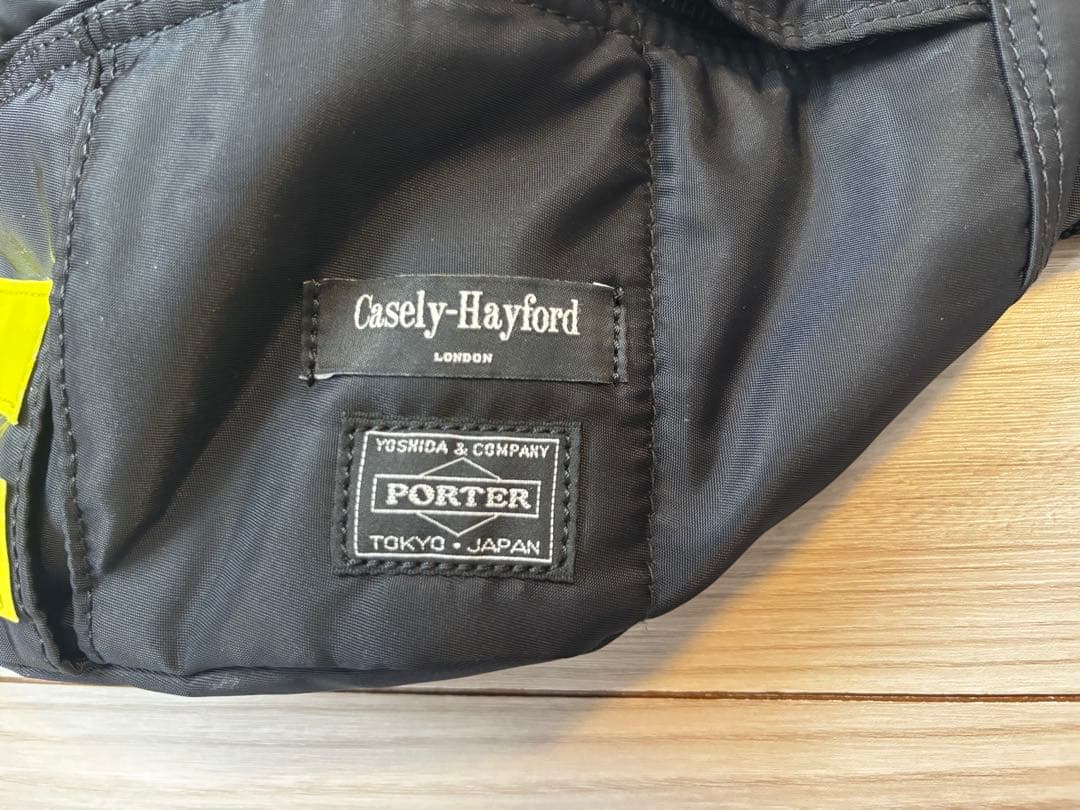 Casely-Hayford
LONDON
YOSHIDA & COMPANY
PORTER
TOKYO • JAPAN